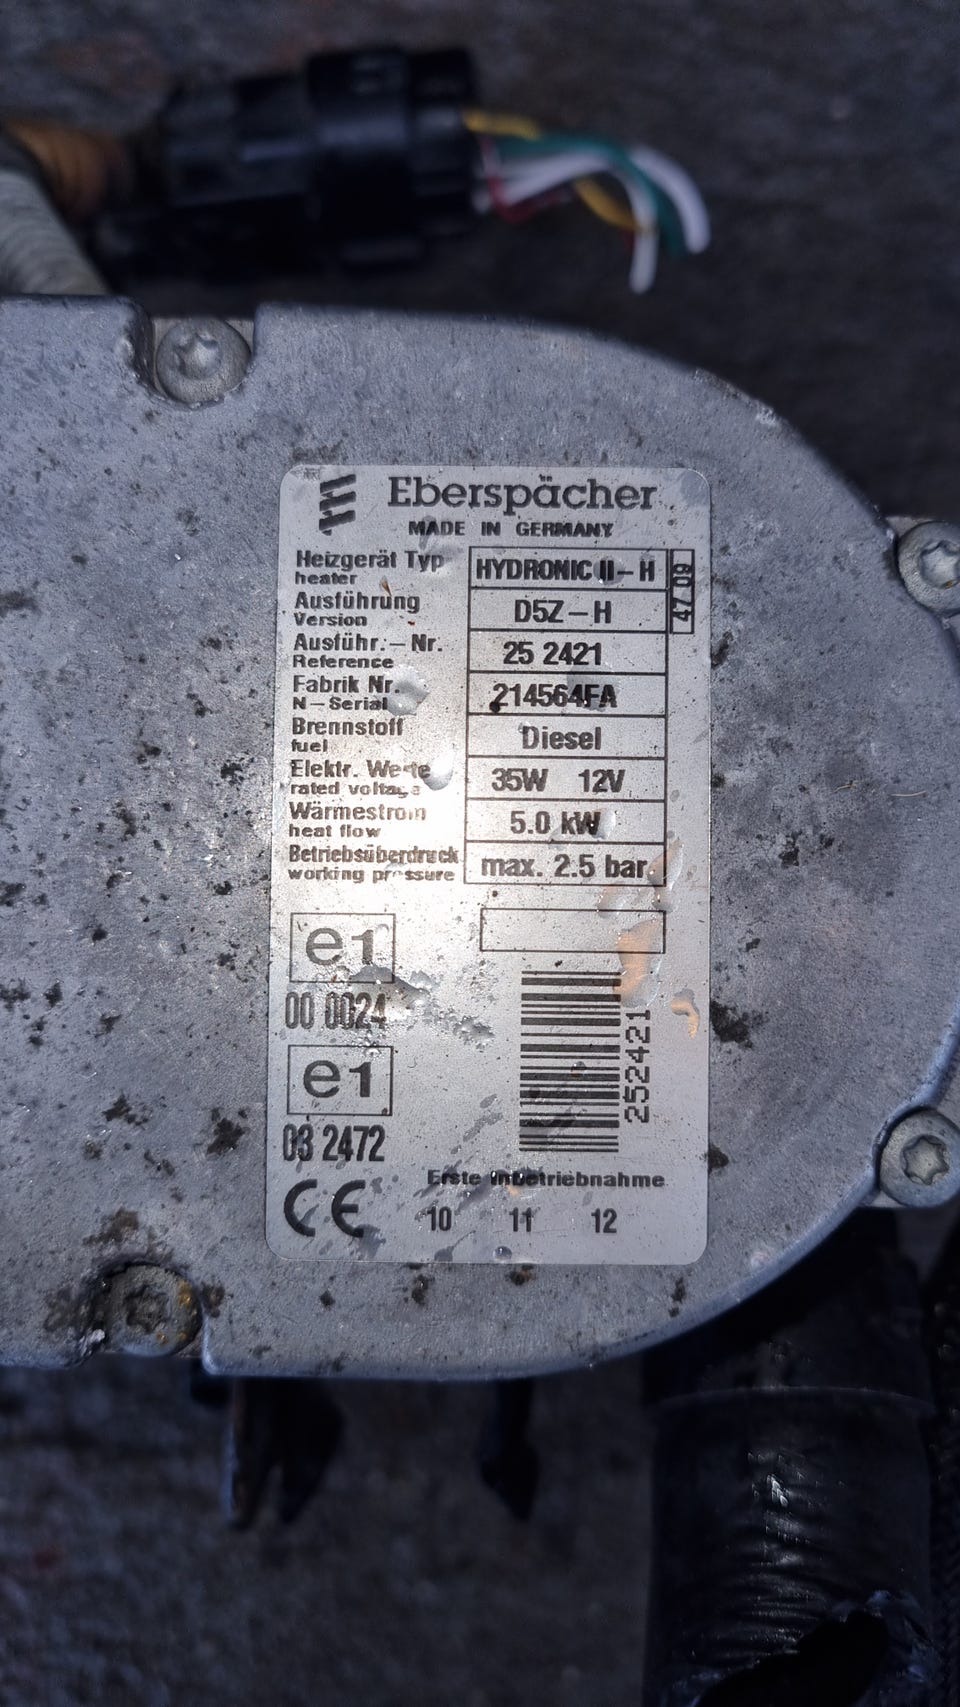 Eberspächer
MADE IN GERMANY
Heizgerät Typ HYDRONIC II-H 47 09
heater
Ausführung D5Z-H
Version
Ausführ.-Nr. 25 2421
Reference
Fabrik Nr. 214564FA
N-Serial
Brennstoff Diesel
fuel
Elektr. Werte 35W 12V
rated voltage
Wärmestrom 5.0 kW
heat flow
Betriebsüberdruck max. 2.5 bar
working pressure
e1
00 0024
252421
e1
03 2472
Erste Inbetriebnahme
CE 10 11 12